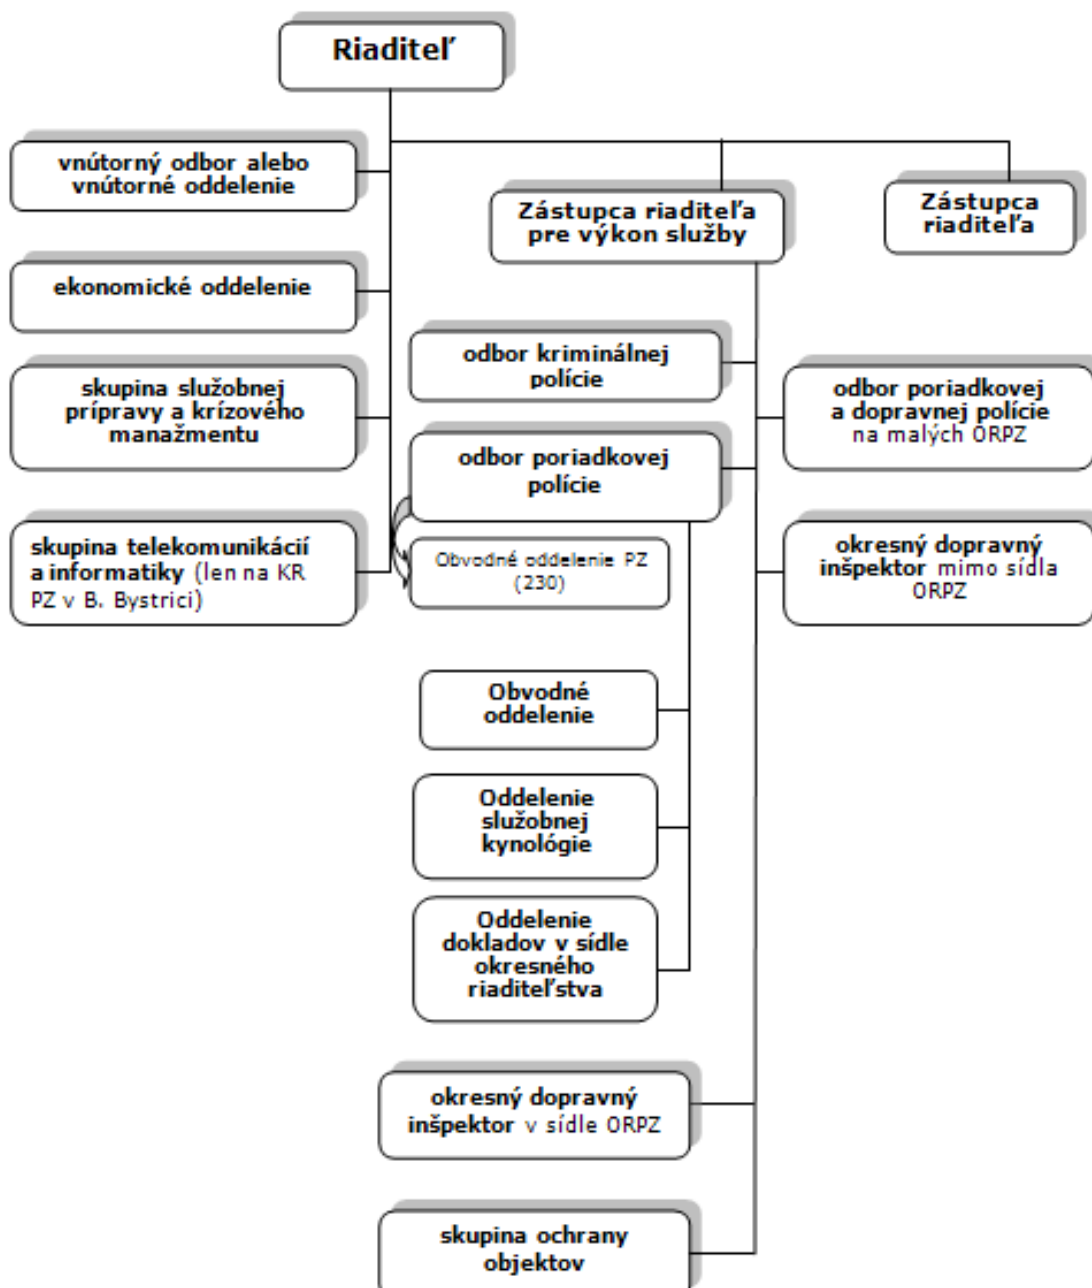 Riaditeľ
vnútorný odbor alebo
vnútorné oddelenie
Zástupca riaditeľa
pre výkon služby
Zástupca
riaditeľa
ekonomické oddelenie
odbor kriminálnej
polície
skupina služobnej
prípravy a krízového
manažmentu
odbor poriadkovej
a dopravnej polície
na malých ORPZ
odbor poriadkovej
polície
skupina telekomunikácií
a informatiky (len na KR
PZ v B. Bystrici)
Obvodné oddelenie PZ
(230)
okresný dopravný
inšpektor mimo sídla
ORPZ
Obvodné
oddelenie
Oddelenie
služobnej
kynológie
Oddelenie
dokladov v sídle
okresného
riaditeľstva
okresný dopravný
inšpektor v sídle ORPZ
skupina ochrany
objektov